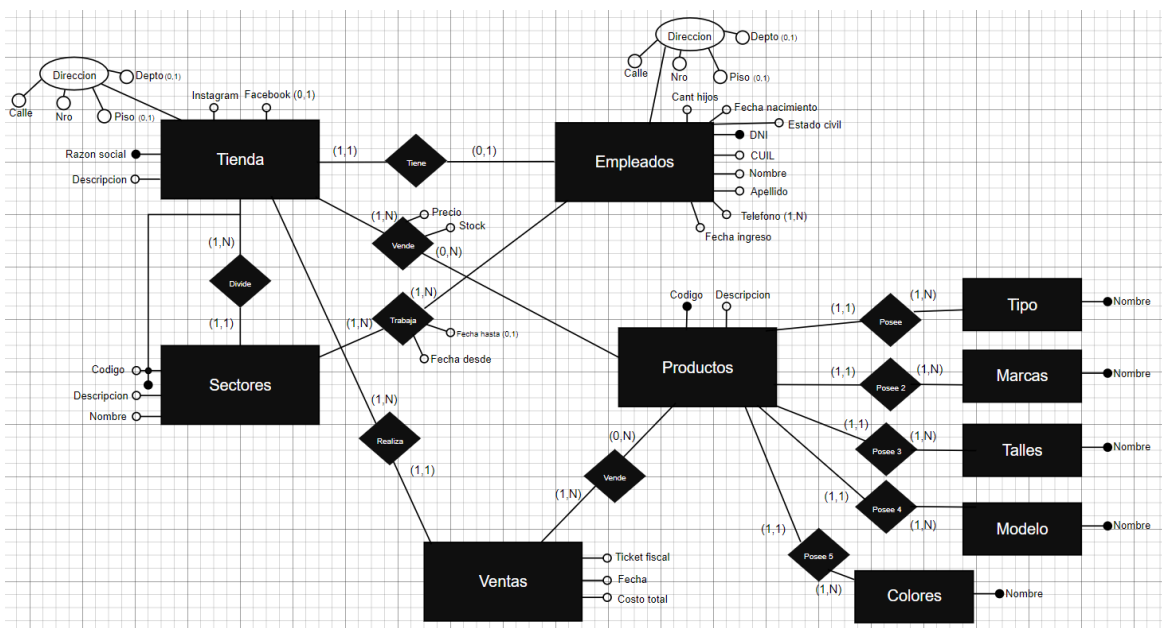 Direccion
Depto (0,1)
Calle
Nro
Piso (0,1)
Instagram
Facebook (0,1)
Razon social
Descripcion
Tienda
(1,1)
Tiene
(0,1)
Direccion
Depto (0,1)
Calle
Nro
Piso (0,1)
Cant hijos
Fecha nacimiento
Estado civil
DNI
CUIL
Nombre
Apellido
Telefono (1,N)
Fecha ingreso
Empleados
(1,N)
Precio
Stock
Vende
(0,N)
(1,N)
Divide
(1,1)
(1,N)
Trabaja
(1,N)
Fecha hasta (0,1)
Fecha desde
Codigo
Descripcion
Nombre
Sectores
(1,N)
Realiza
(1,1)
Codigo
Descripcion
Productos
(1,1)
Posee
(1,N)
Tipo
Nombre
(1,1)
Posee 2
(1,N)
Marcas
Nombre
(1,1)
Posee 3
(1,N)
Talles
Nombre
(1,1)
Posee 4
(1,N)
Modelo
Nombre
(1,1)
Posee 5
(1,N)
Colores
Nombre
(0,N)
Vende
(1,N)
Ventas
Ticket fiscal
Fecha
Costo total